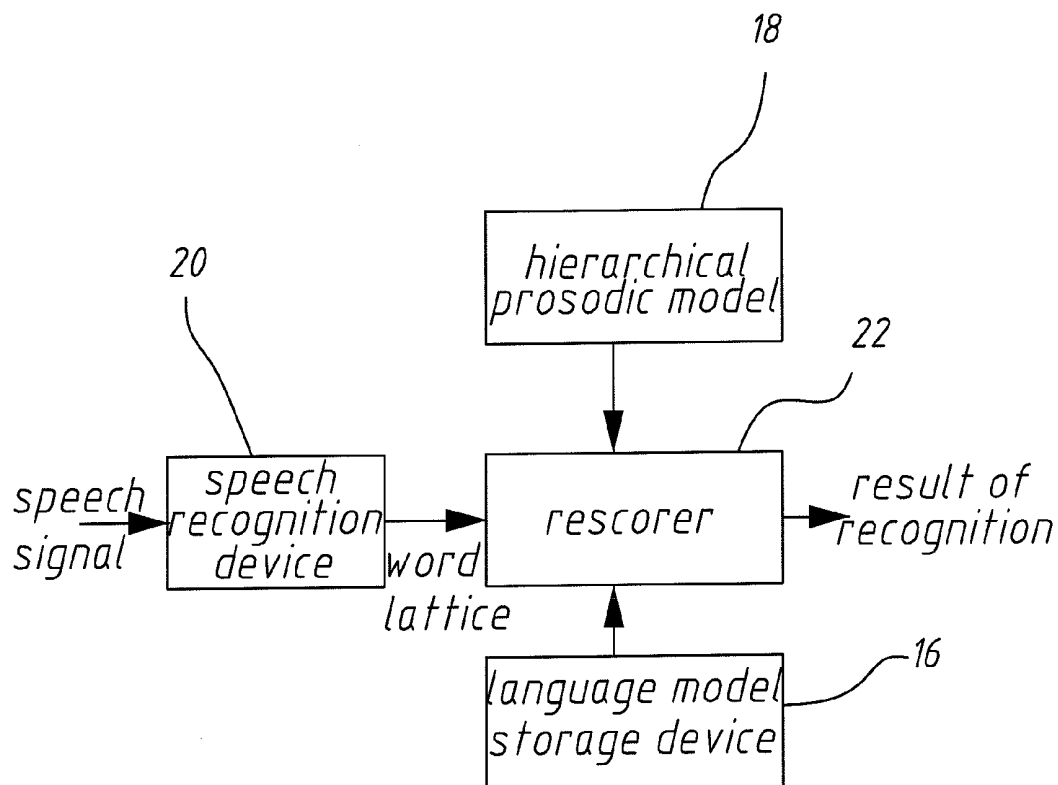 18
hierarchical
prosodic model
20
22
speech
signal
speech
recognition
device
word
lattice
rescorer
result of
recognition
16
language model
storage device